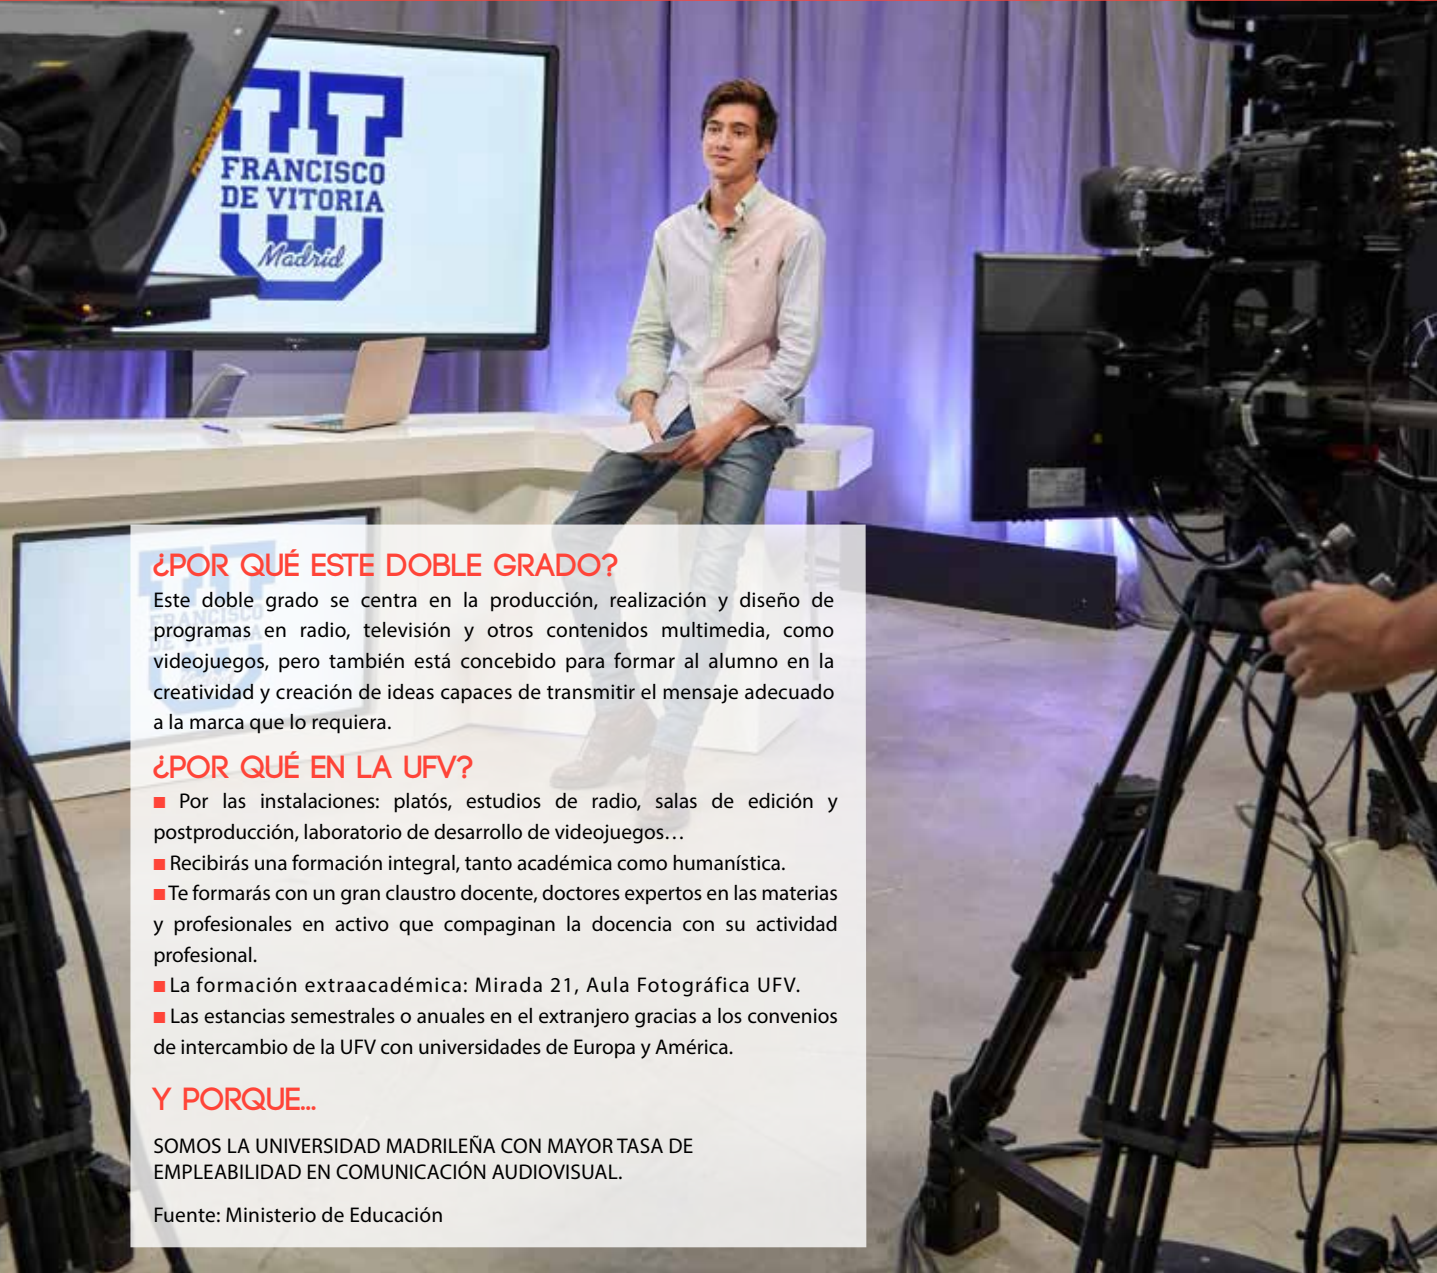 FRANCISCO
DE VITORIA
Madrid
¿POR QUÉ ESTE DOBLE GRADO?
Este doble grado se centra en la producción, realización y diseño de
programas en radio, televisión y otros contenidos multimedia, como
videojuegos, pero también está concebido para formar al alumno en la
creatividad y creación de ideas capaces de transmitir el mensaje adecuado
a la marca que lo requiera.
¿POR QUÉ EN LA UFV?
■ Por las instalaciones: platós, estudios de radio, salas de edición y
postproducción, laboratorio de desarrollo de videojuegos…
■ Recibirás una formación integral, tanto académica como humanística.
■ Te formarás con un gran claustro docente, doctores expertos en las materias
y profesionales en activo que compaginan la docencia con su actividad
profesional.
■ La formación extraacadémica: Mirada 21, Aula Fotográfica UFV.
■ Las estancias semestrales o anuales en el extranjero gracias a los convenios
de intercambio de la UFV con universidades de Europa y América.
Y PORQUE...
SOMOS LA UNIVERSIDAD MADRILEÑA CON MAYOR TASA DE
EMPLEABILIDAD EN COMUNICACIÓN AUDIOVISUAL.
Fuente: Ministerio de Educación